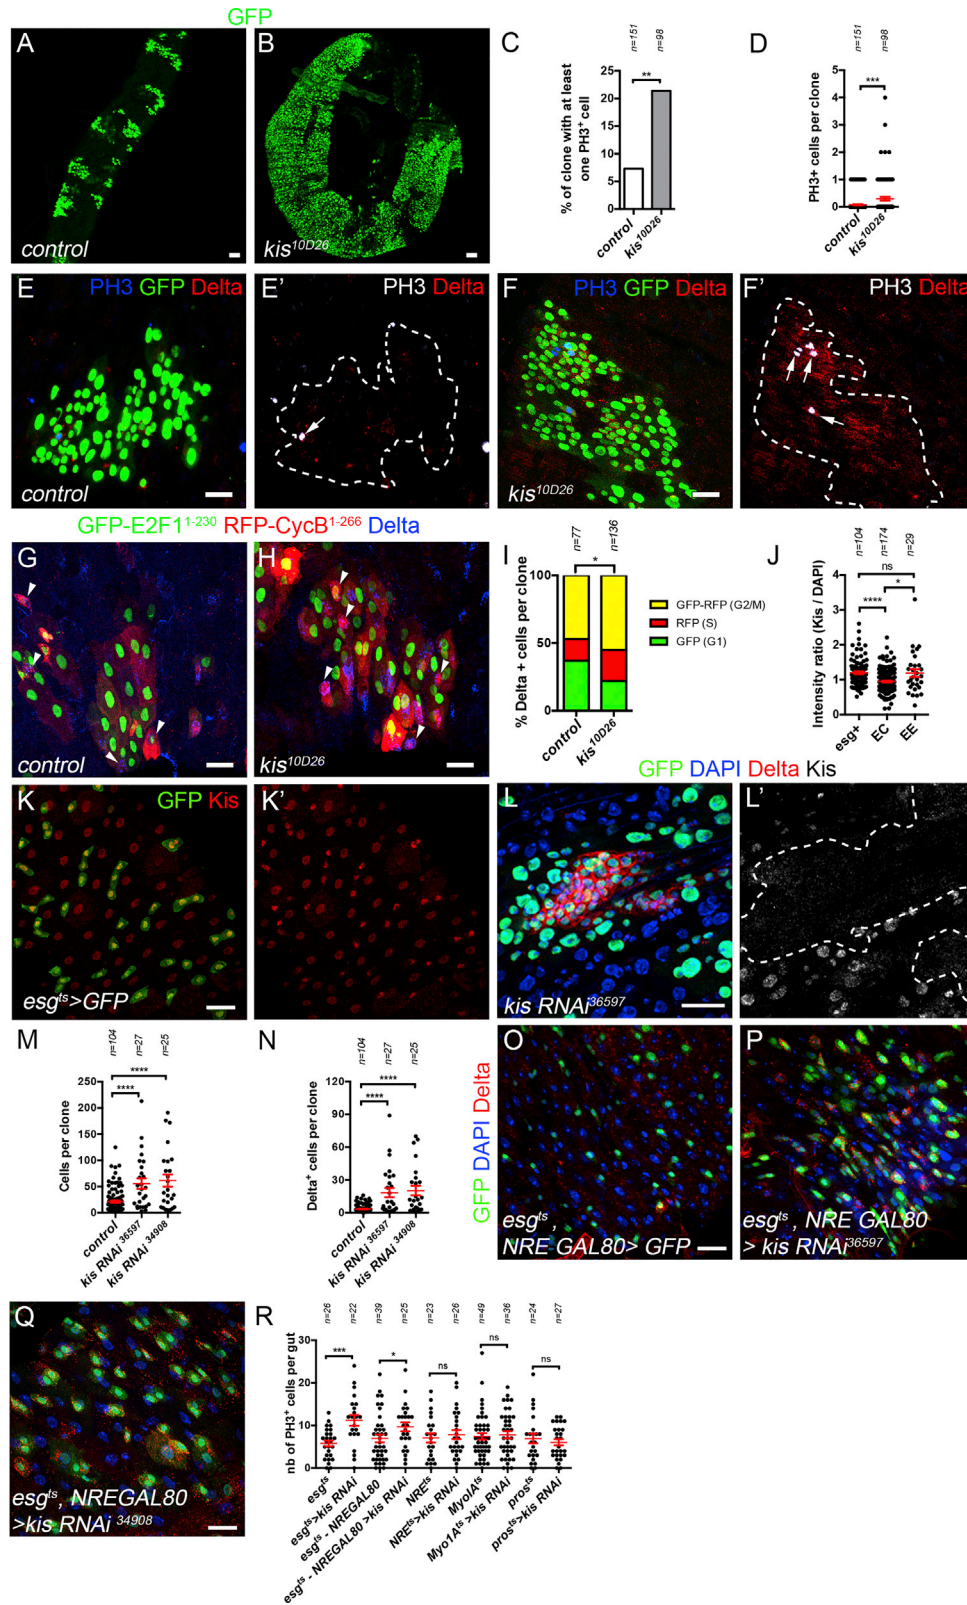 GFP
A
control
B
kis10D26
C
n=151
n=98
**
% of clone with at least
one PH3+ cell
25
20
15
10
5
0
control
kis10D26
D
n=151
n=98
***
PH3+ cells per clone
5
4
3
2
1
0
control
kis10D26
E
PH3 GFP Delta
control
E'
PH3 Delta
F
PH3 GFP Delta
kis10D26
F'
PH3 Delta
GFP-E2F11-230 RFP-CycB1-266 Delta
G
control
H
kis10D26
I
n=77
n=136
*
% Delta + cells per clone
100
50
0
control
kis10D26
GFP-RFP (G2/M)
RFP (S)
GFP (G1)
J
n=104
n=174
n=29
ns
****
*
Intensity ratio (Kis / DAPI)
4
3
2
1
0
esg+
EC
EE
K
GFP Kis
esgts>GFP
K'
GFP DAPI Delta Kis
L
kis RNAi36597
L'
M
n=104
n=27
n=25
****
****
Cells per clone
250
200
150
100
50
0
control
kis RNAi 36597
kis RNAi 34908
N
n=104
n=27
n=25
****
****
Delta+ cells per clone
120
90
60
30
0
control
kis RNAi 36597
kis RNAi 34908
GFP DAPI Delta
O
esgts,
NRE GAL80> GFP
P
esgts, NRE GAL80
> kis RNAi36597
Q
esgts, NREGAL80
>kis RNAi 34908
R
n=26
n=22
n=39
n=25
n=23
n=26
n=49
n=36
n=24
n=27
***
*
ns
ns
ns
nb of PH3+ cells per gut
30
20
10
0
esgts
esgts>kis RNAi
esgts - NREGAL80
esgts - NREGAL80 >kis RNAi
NREts
NREts>kis RNAi
MyoIAts
Myo1Ats>kis RNAi
prosts
prosts>kis RNAi